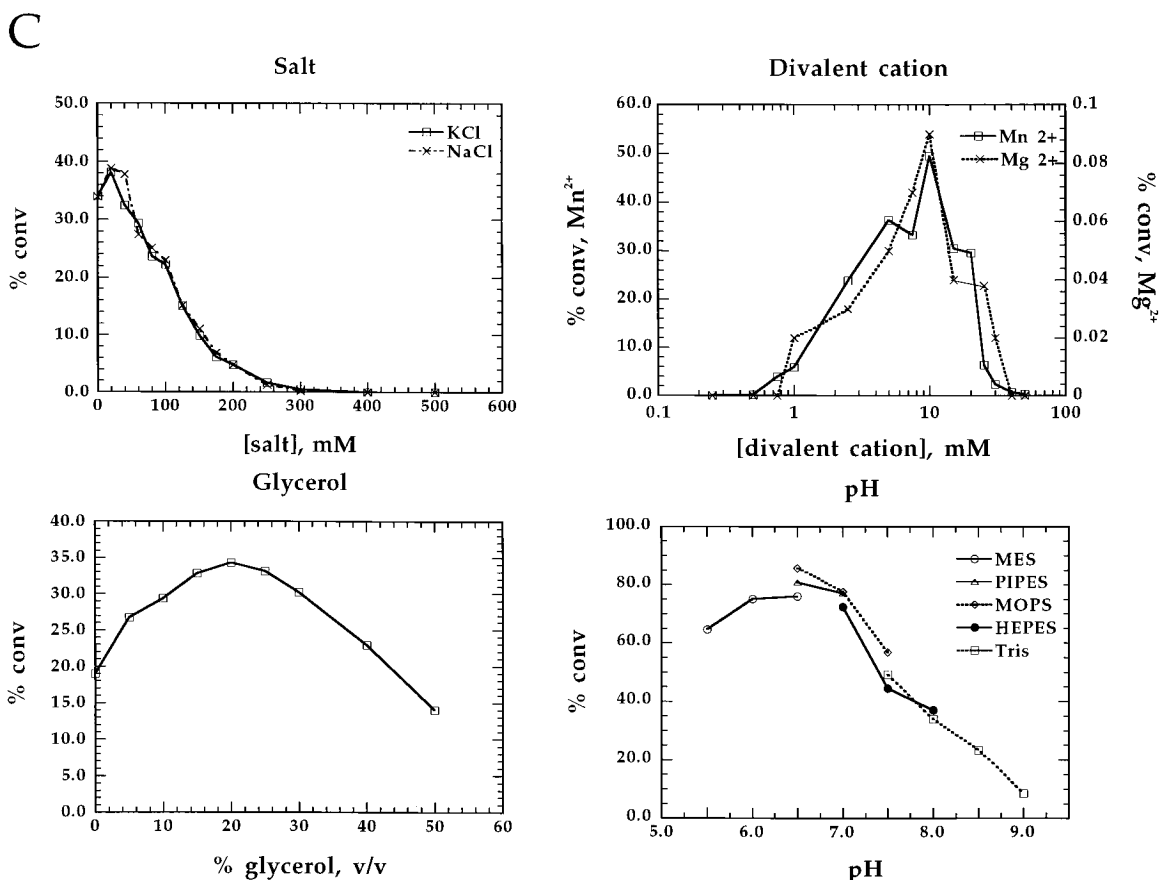 C
Salt
50.0
40.0
30.0
20.0
10.0
0.0
% conv
KCl
NaCl
0 100 200 300 400 500 600
[salt], mM
Divalent cation
60.0
50.0
40.0
30.0
20.0
10.0
0.0
% conv, Mn2+
Mn 2+
Mg 2+
0.1
0.08
0.06
0.04
0.02
0
% conv, Mg2+
0.1 1 10 100
[divalent cation], mM
Glycerol
40.0
35.0
30.0
25.0
20.0
15.0
10.0
5.0
0.0
% conv
0 10 20 30 40 50 60
% glycerol, v/v
pH
100.0
80.0
60.0
40.0
20.0
0.0
% conv
MES
PIPES
MOPS
HEPES
Tris
5.0 6.0 7.0 8.0 9.0
pH